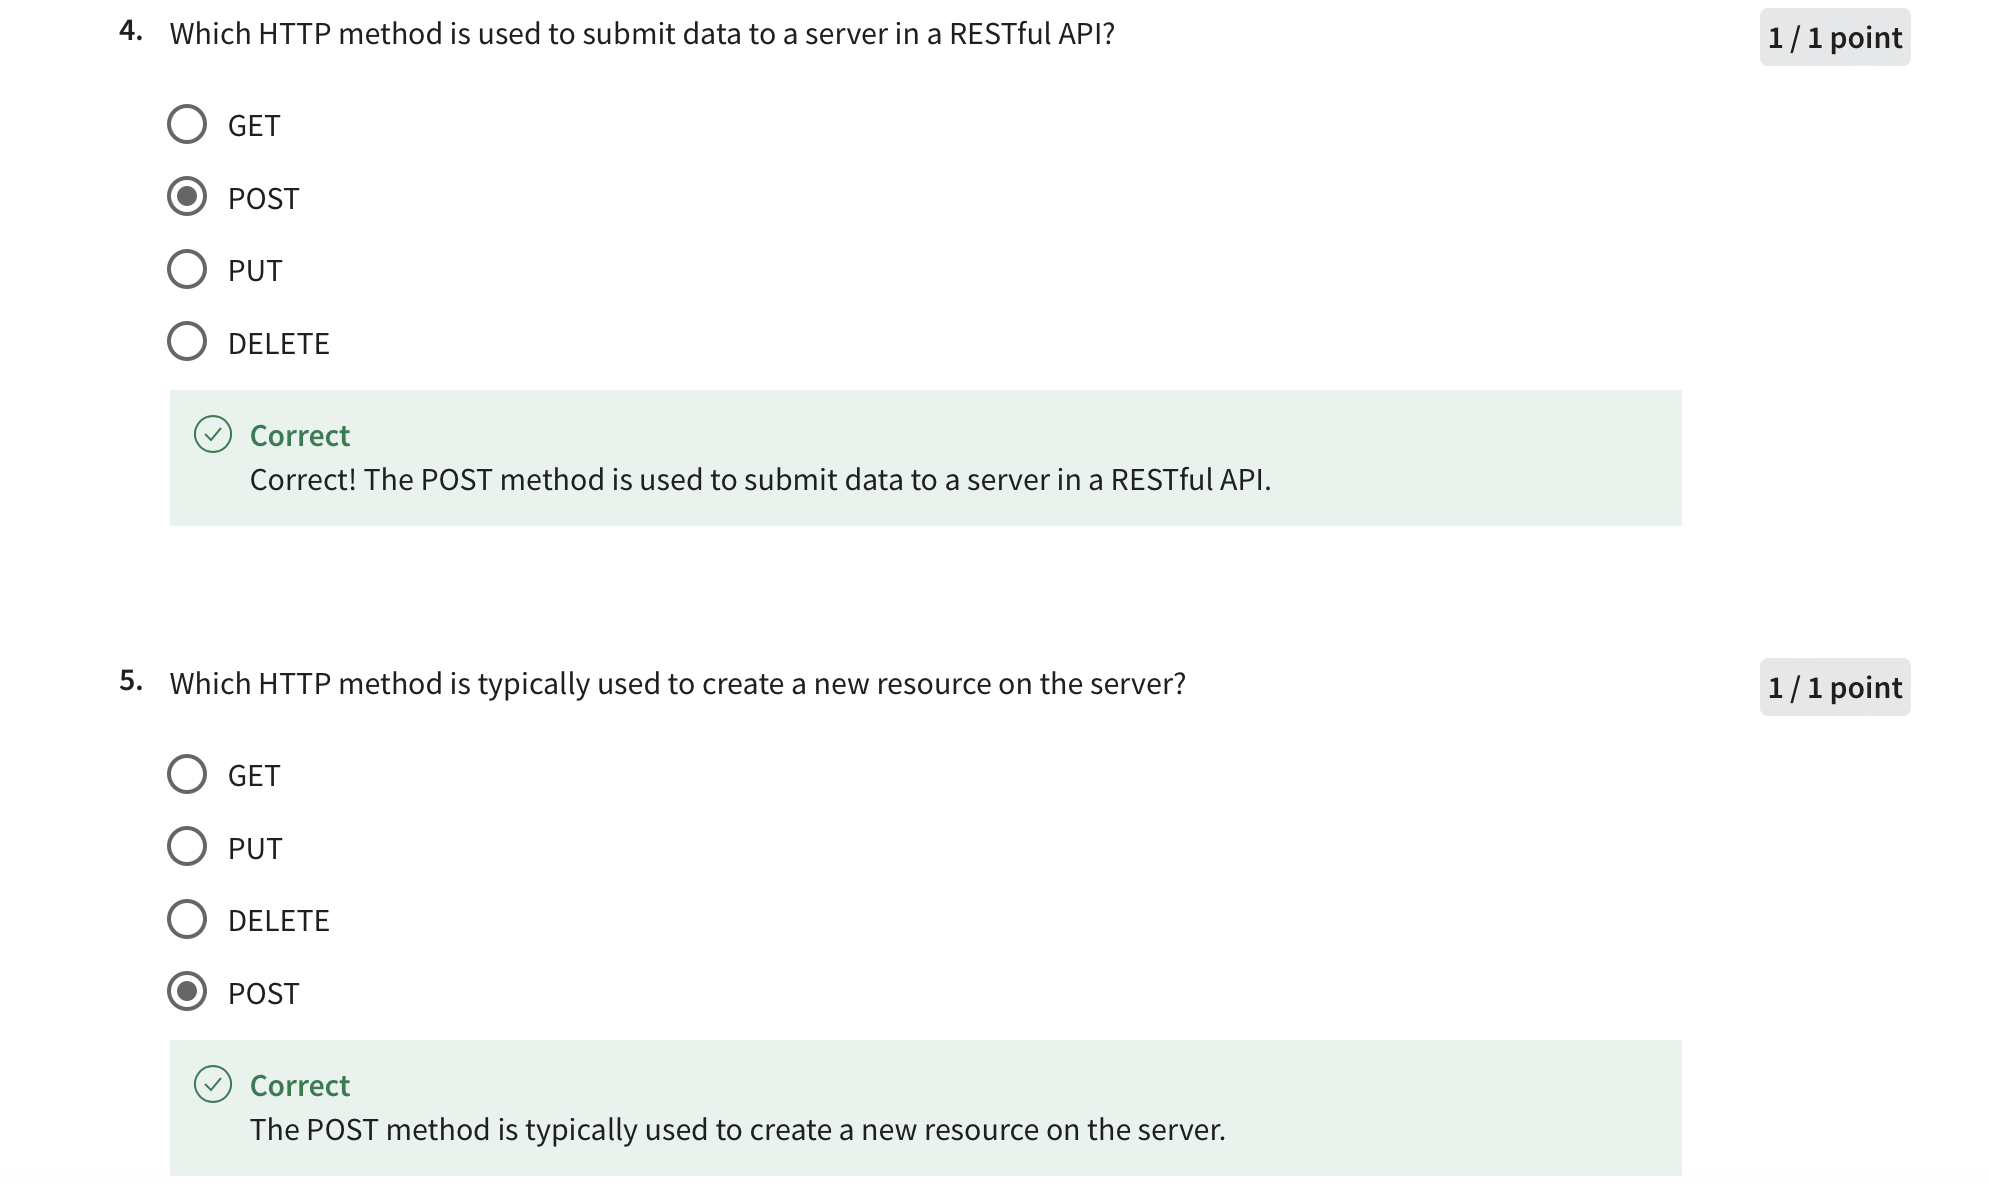 4. Which HTTP method is used to submit data to a server in a RESTful API?
1 / 1 point
GET
POST
PUT
DELETE
Correct
Correct! The POST method is used to submit data to a server in a RESTful API.
5. Which HTTP method is typically used to create a new resource on the server?
1 / 1 point
GET
PUT
DELETE
POST
Correct
The POST method is typically used to create a new resource on the server.